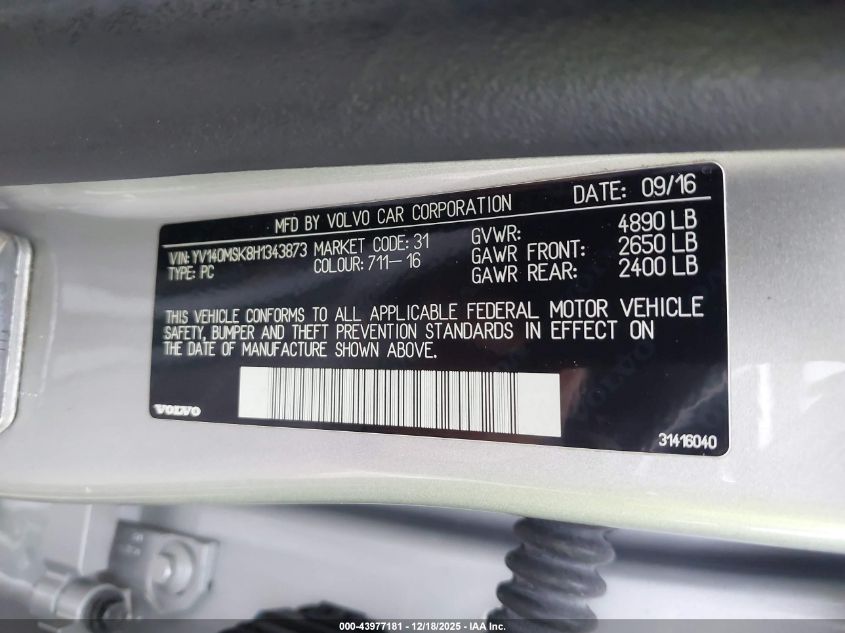 MFD BY VOLVO CAR CORPORATION DATE: 09/16
VIN: YV140MSK8H1343873 MARKET CODE: 31 GVWR: 4890 LB
TYPE: PC COLOUR: 711-16 GAWR FRONT: 2650 LB
GAWR REAR: 2400 LB
THIS VEHICLE CONFORMS TO ALL APPLICABLE FEDERAL MOTOR VEHICLE
SAFETY, BUMPER AND THEFT PREVENTION STANDARDS IN EFFECT ON
THE DATE OF MANUFACTURE SHOWN ABOVE.
VOLVO
31416040
000-43977181 - 12/18/2025 - IAA Inc.